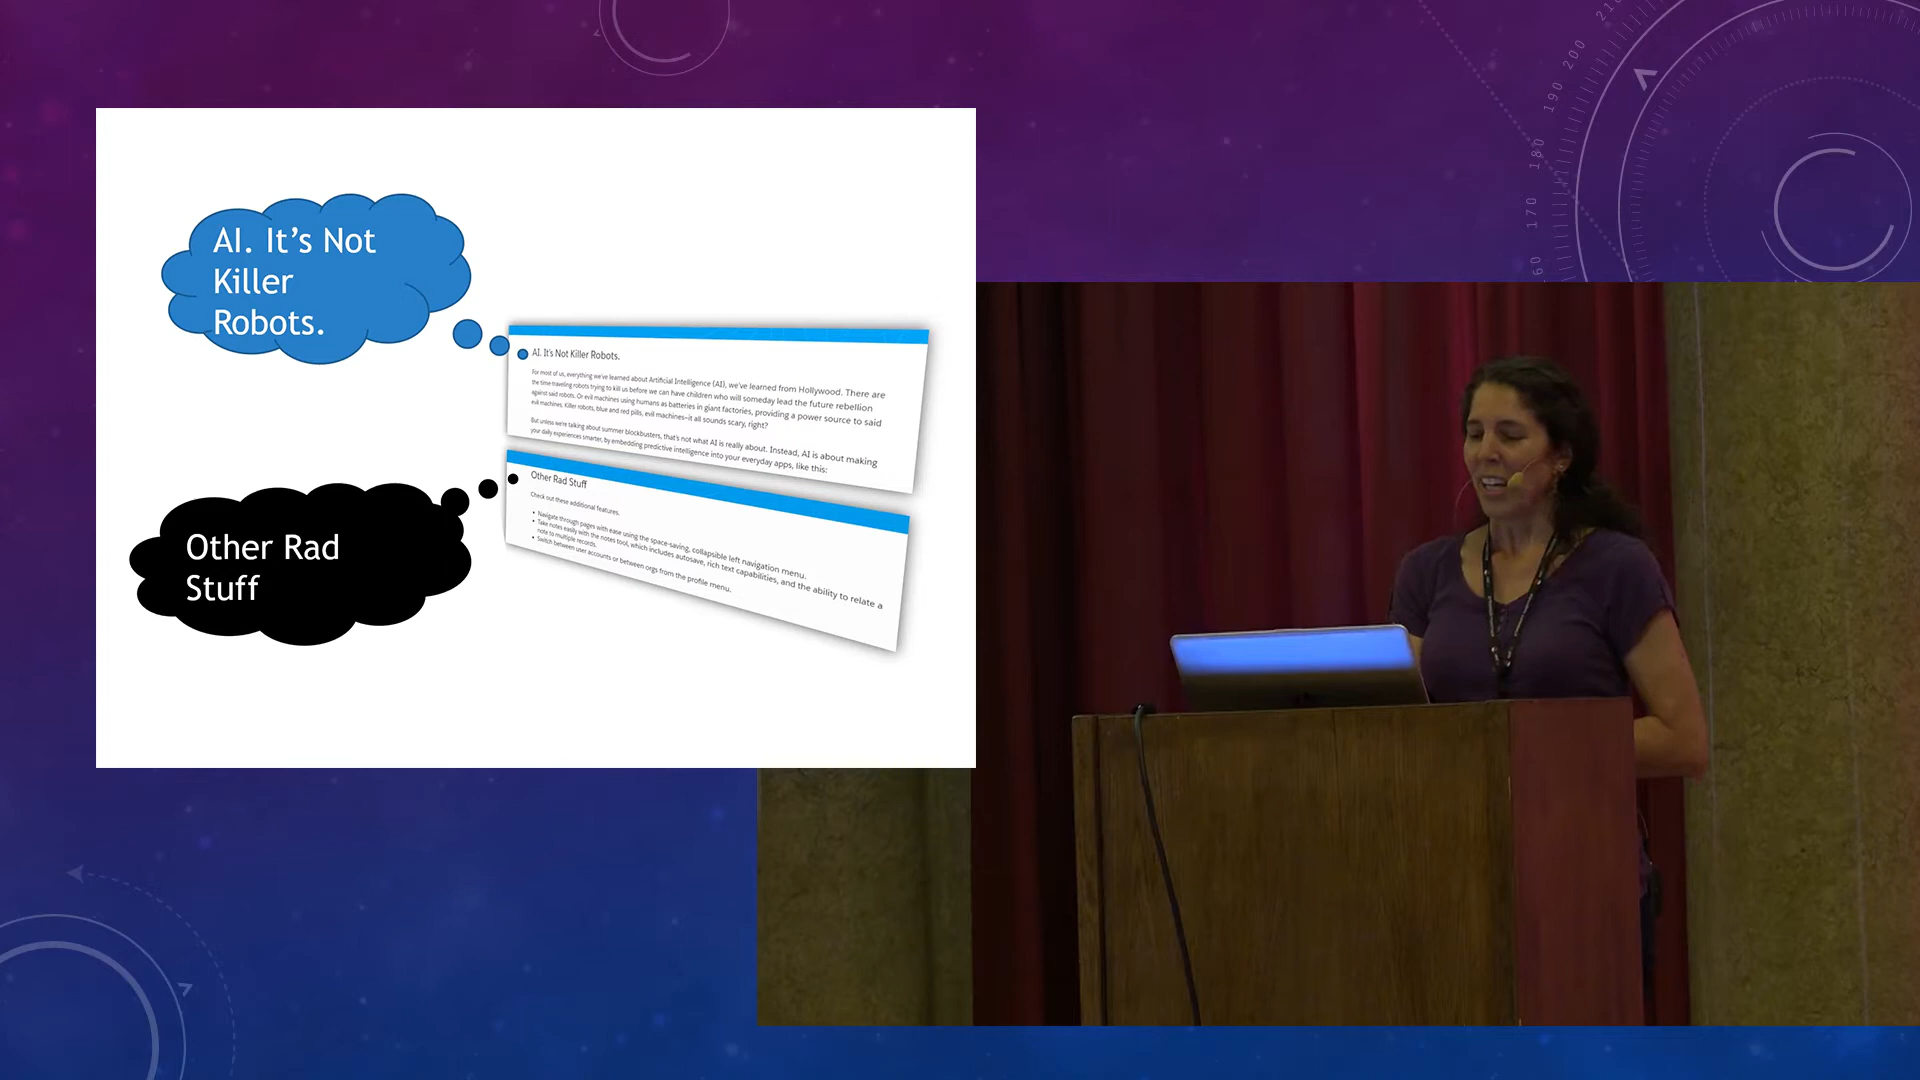 AI. It’s Not
Killer
Robots.
AI. It's Not Killer Robots.
For most of us, everything we've learned about Artificial Intelligence (AI), we've learned from Hollywood. There are
the time-traveling robots trying to kill us before we can have children who will someday lead the future rebellion
against said robots. Or evil machines using humans as batteries in giant factories, providing a power source to said
evil machines. Killer robots, blue and red pills, evil machines—it all sounds scary, right?
But unless we're talking about summer blockbusters, that's not what AI is really about. Instead, AI is about making
your daily experiences smarter, by embedding predictive intelligence into your everyday apps, like this:
Other Rad
Stuff
Other Rad Stuff
Check out these additional features.
• Navigate through pages with ease using the space-saving, collapsible left navigation menu.
• Take notes easily with the notes tool, which includes autosave, rich text capabilities, and the ability to relate a
note to multiple records.
• Switch between user accounts or between orgs from the profile menu.
210
200
190
180
170
60